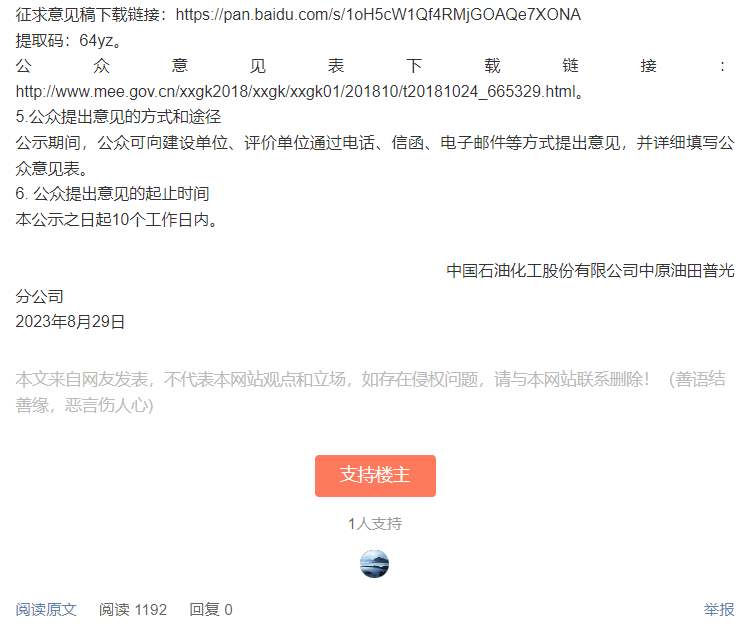 征求意见稿下载链接：https://pan.baidu.com/s/1oH5cW1Qf4RMjGOAQe7XONA
提取码：64yz。
公众意见表下载链接：
http://www.mee.gov.cn/xxgk2018/xxgk/xxgk01/201810/t20181024_665329.html。
5.公众提出意见的方式和途径
公示期间，公众可向建设单位、评价单位通过电话、信函、电子邮件等方式提出意见，并详细填写公
众意见表。
6. 公众提出意见的起止时间
本公示之日起10个工作日内。
中国石油化工股份有限公司中原油田普光
分公司
2023年8月29日
本文来自网友发表，不代表本网站观点和立场，如存在侵权问题，请与本网站联系删除！（善语结
善缘，恶言伤人心)
支持楼主
1人支持
阅读原文 阅读 1192 回复 0 举报